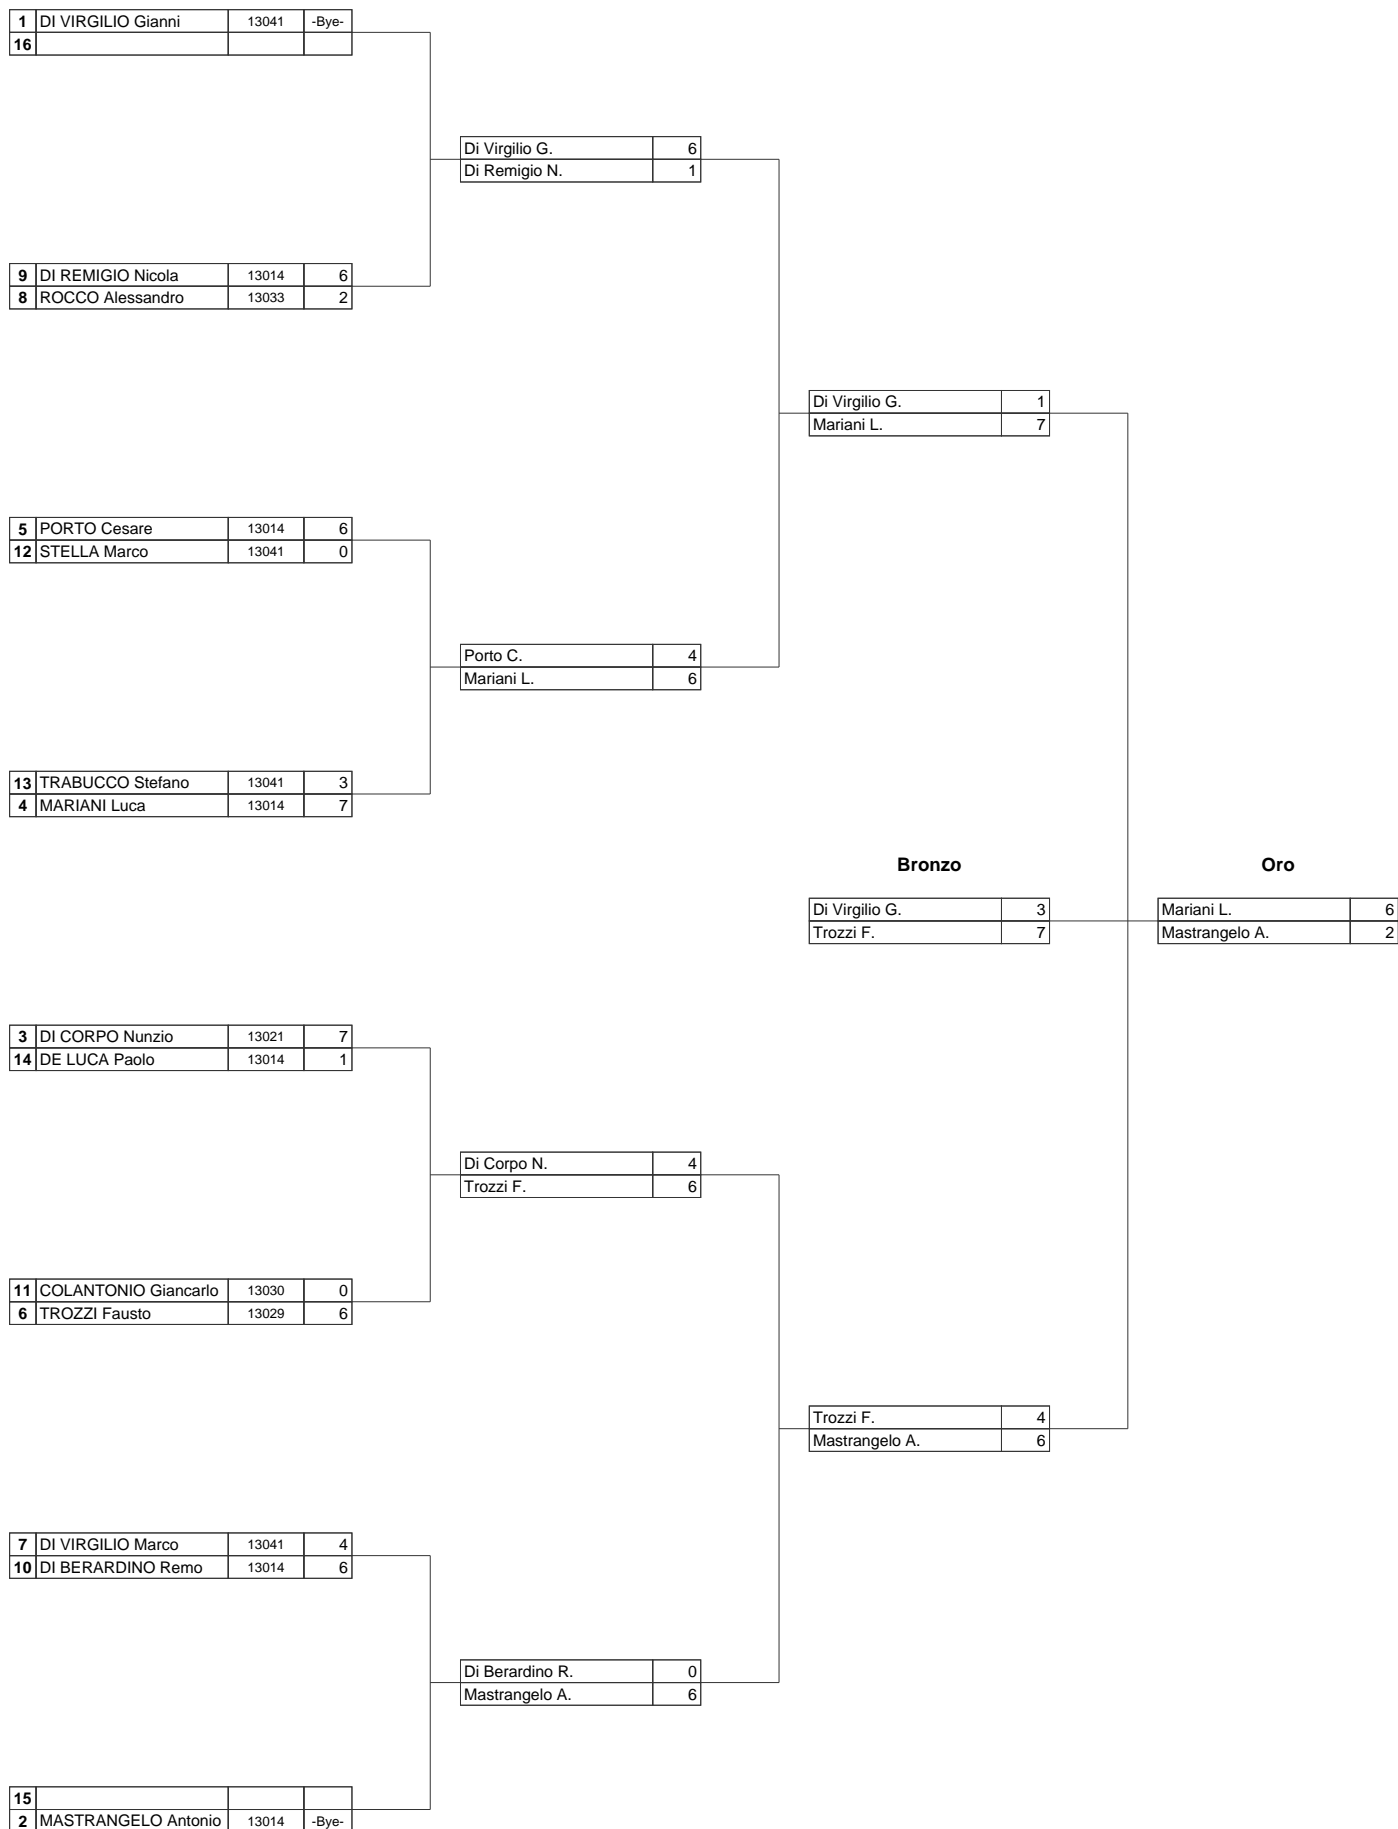 1 DI VIRGILIO Gianni 13041 -Bye-
16
Di Virgilio G. 6
Di Remigio N. 1
9 DI REMIGIO Nicola 13014 6
8 ROCCO Alessandro 13033 2
Di Virgilio G. 1
Mariani L. 7
5 PORTO Cesare 13014 6
12 STELLA Marco 13041 0
Porto C. 4
Mariani L. 6
13 TRABUCCO Stefano 13041 3
4 MARIANI Luca 13014 7
Bronzo Oro
Di Virgilio G. 3 Mariani L. 6
Trozzi F. 7 Mastrangelo A. 2
3 DI CORPO Nunzio 13021 7
14 DE LUCA Paolo 13014 1
Di Corpo N. 4
Trozzi F. 6
11 COLANTONIO Giancarlo 13030 0
6 TROZZI Fausto 13029 6
Trozzi F. 4
Mastrangelo A. 6
7 DI VIRGILIO Marco 13041 4
10 DI BERARDINO Remo 13014 6
Di Berardino R. 0
Mastrangelo A. 6
15
2 MASTRANGELO Antonio 13014 -Bye-